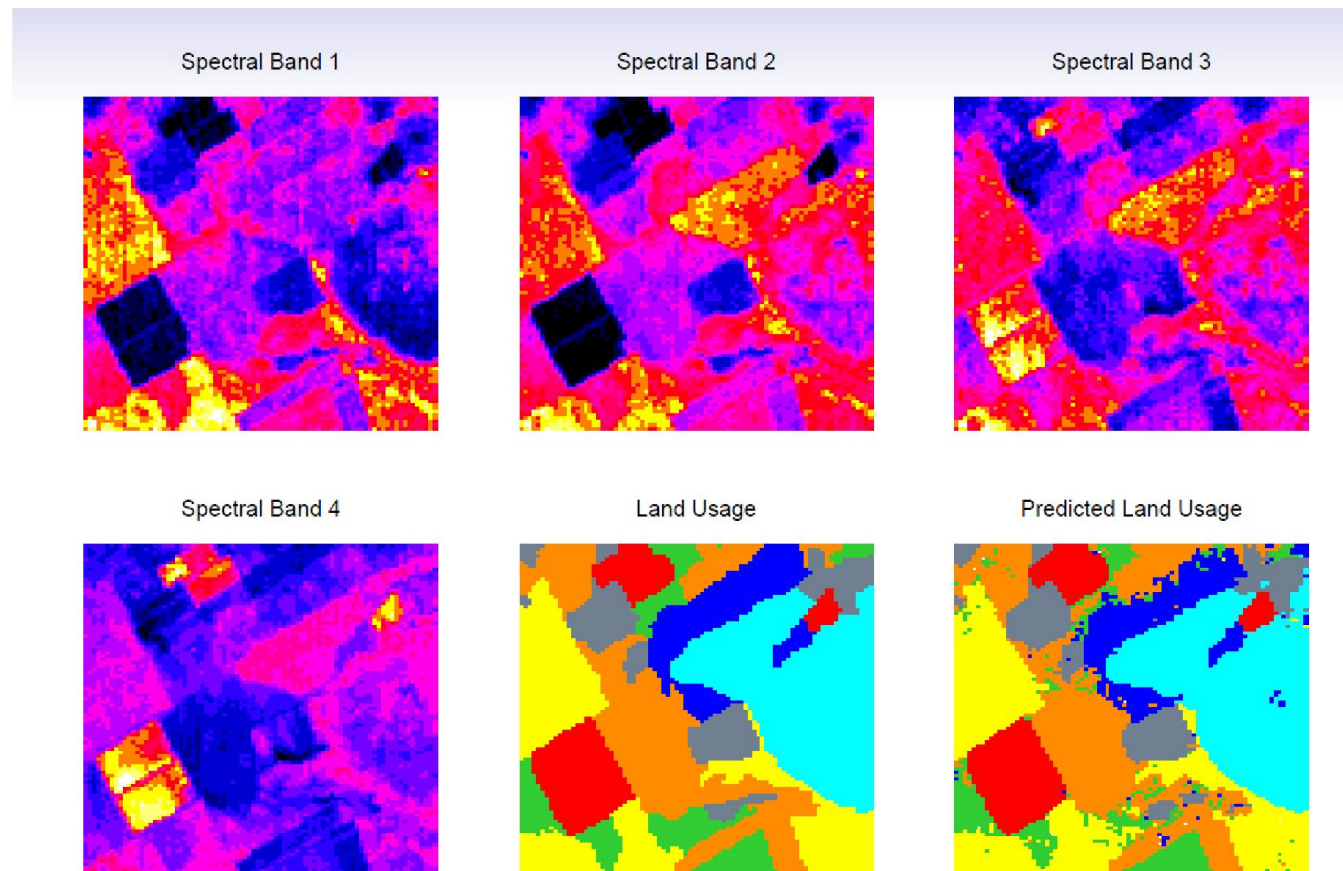 Spectral Band 1
Spectral Band 2
Spectral Band 3
Spectral Band 4
Land Usage
Predicted Land Usage